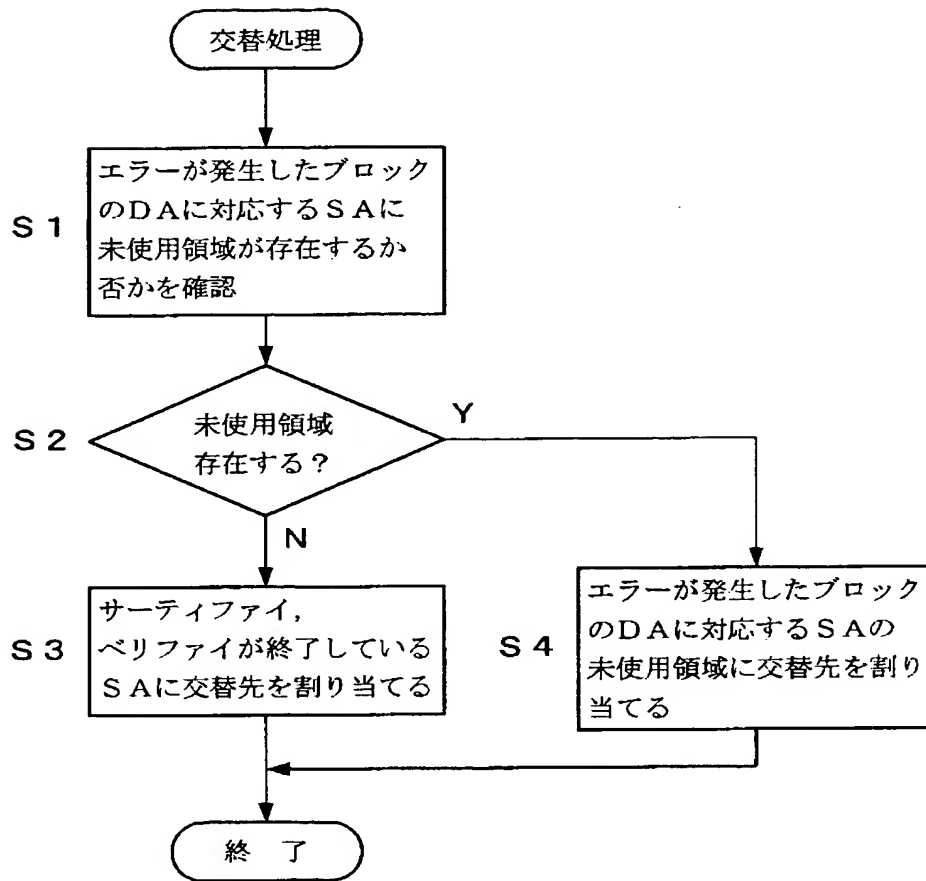 交替処理
S1
エラーが発生したブロック
のDAに対応するSAに
未使用領域が存在するか
否かを確認
S2
未使用領域
存在する?
Y
N
S3
サーティファイ,
ベリファイが終了している
SAに交替先を割り当てる
S4
エラーが発生したブロック
のDAに対応するSAの
未使用領域に交替先を割り
当てる
終 了